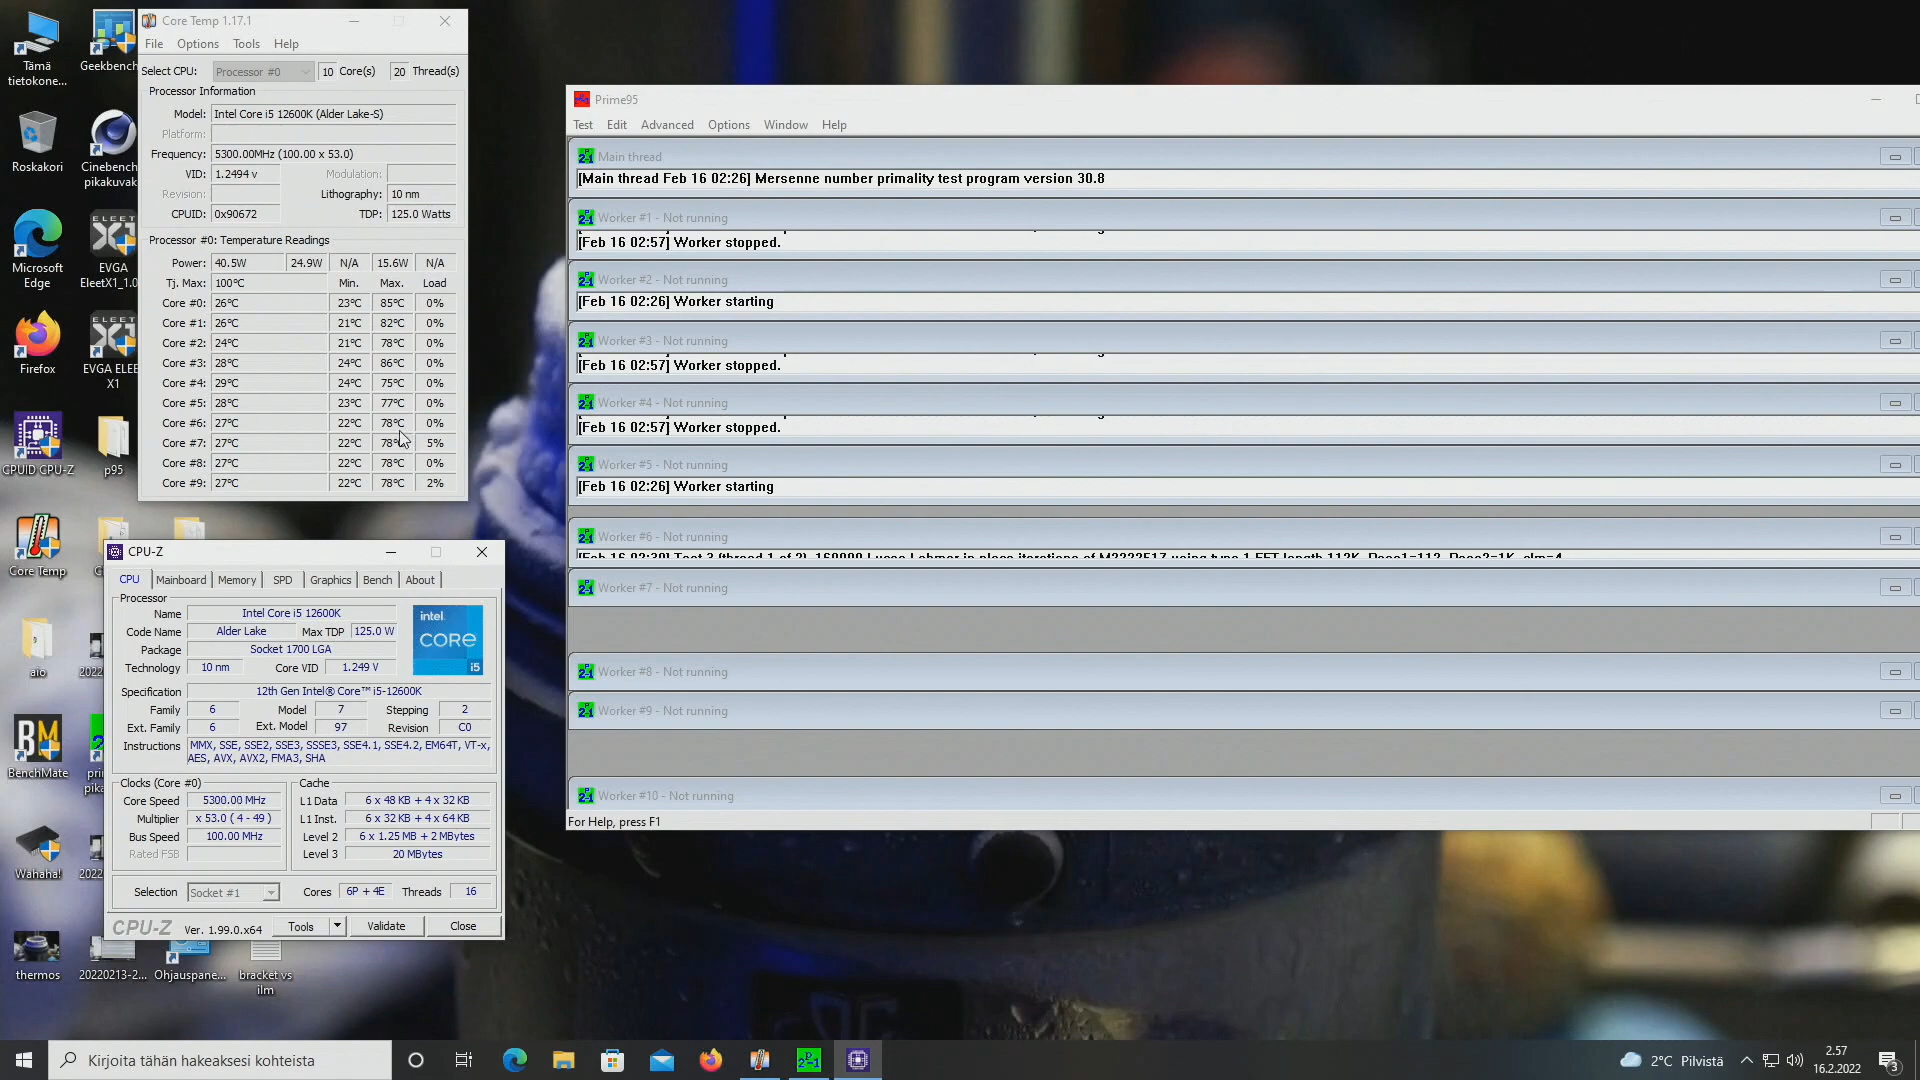 Tämä
tietokone...
Geekbench
Roskakori
Cinebench
pikakuvak
Microsoft
Edge
EVGA
EleetX1_1.0
Firefox
EVGA ELEE
X1
CPUID CPU-Z
p95
Core Temp
aio
BenchMate
Wahaha!
thermos
20220213-2...
Ohjauspane...
bracket vs
ilm
Core Temp 1.17.1
File Options Tools Help
Select CPU: Processor #0 10 Core(s) 20 Thread(s)
Processor Information
Model: Intel Core i5 12600K (Alder Lake-S)
Platform:
Frequency: 5300.00MHz (100.00 x 53.0)
VID: 1.2494 v Modulation:
Revision: Lithography: 10 nm
CPUID: 0x90672 TDP: 125.0 Watts
Processor #0: Temperature Readings
Power: 40.5W 24.9W N/A 15.6W N/A
Tj. Max: 100°C Min. Max. Load
Core #0: 26°C 23°C 85°C 0%
Core #1: 26°C 21°C 82°C 0%
Core #2: 24°C 21°C 78°C 0%
Core #3: 28°C 24°C 86°C 0%
Core #4: 29°C 24°C 75°C 0%
Core #5: 28°C 23°C 77°C 0%
Core #6: 27°C 22°C 78°C 0%
Core #7: 27°C 22°C 78°C 5%
Core #8: 27°C 22°C 78°C 0%
Core #9: 27°C 22°C 78°C 2%
CPU-Z
CPU Mainboard Memory SPD Graphics Bench About
Processor
Name Intel Core i5 12600K
Code Name Alder Lake Max TDP 125.0 W
Package Socket 1700 LGA
Technology 10 nm Core VID 1.249 V
intel
CORE
i5
Specification 12th Gen Intel® Core™ i5-12600K
Family 6 Model 7 Stepping 2
Ext. Family 6 Ext. Model 97 Revision C0
Instructions MMX, SSE, SSE2, SSE3, SSSE3, SSE4.1, SSE4.2, EM64T, VT-x,
AES, AVX, AVX2, FMA3, SHA
Clocks (Core #0)
Core Speed 5300.00 MHz
Multiplier x 53.0 ( 4 - 49 )
Bus Speed 100.00 MHz
Rated FSB
Cache
L1 Data 6 x 48 KB + 4 x 32 KB
L1 Inst. 6 x 32 KB + 4 x 64 KB
Level 2 6 x 1.25 MB + 2 MBytes
Level 3 20 MBytes
Selection Socket #1 Cores 6P + 4E Threads 16
CPU-Z Ver. 1.99.0.x64 Tools Validate Close
Prime95
Test Edit Advanced Options Window Help
Main thread
[Main thread Feb 16 02:26] Mersenne number primality test program version 30.8
Worker #1 - Not running
[Feb 16 02:57] Worker stopped.
Worker #2 - Not running
[Feb 16 02:26] Worker starting
Worker #3 - Not running
[Feb 16 02:57] Worker stopped.
Worker #4 - Not running
[Feb 16 02:57] Worker stopped.
Worker #5 - Not running
[Feb 16 02:26] Worker starting
Worker #6 - Not running
Worker #7 - Not running
Worker #8 - Not running
Worker #9 - Not running
Worker #10 - Not running
For Help, press F1
Kirjoita tähän hakeaksesi kohteista
2°C Pilvistä
2.57
16.2.2022
3